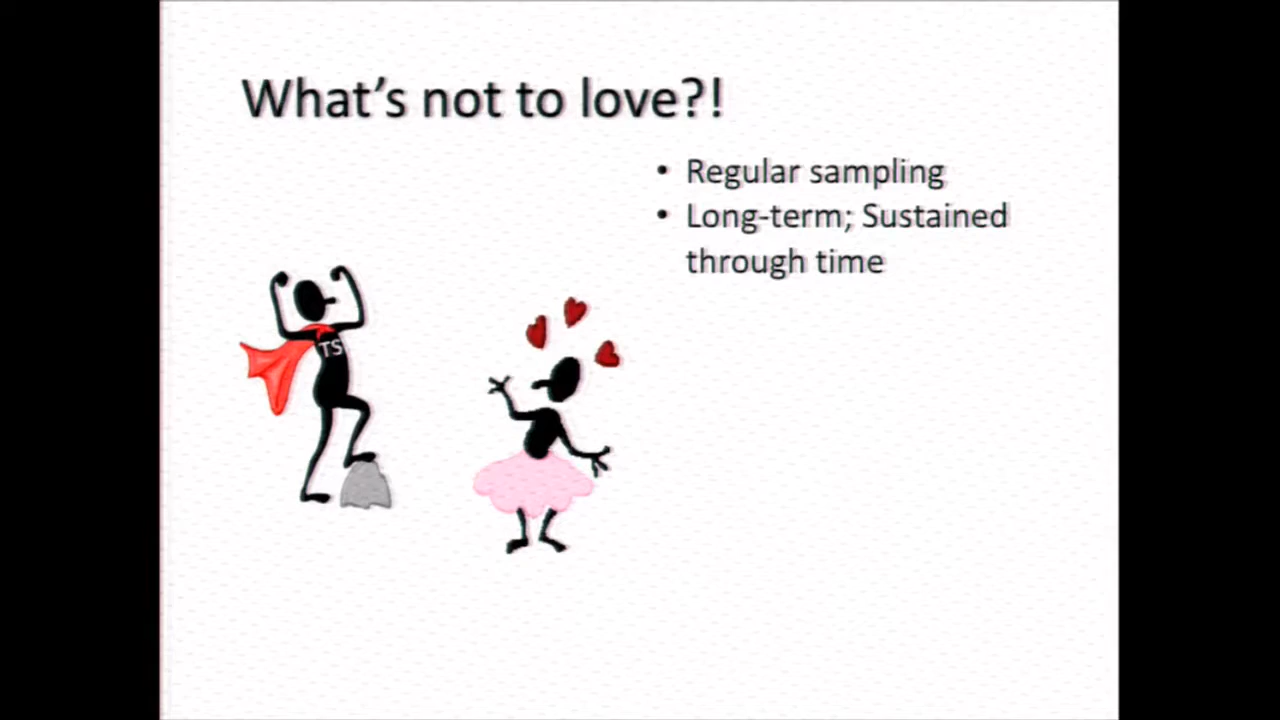 What's not to love?!
• Regular sampling
• Long-term; Sustained
through time
TS